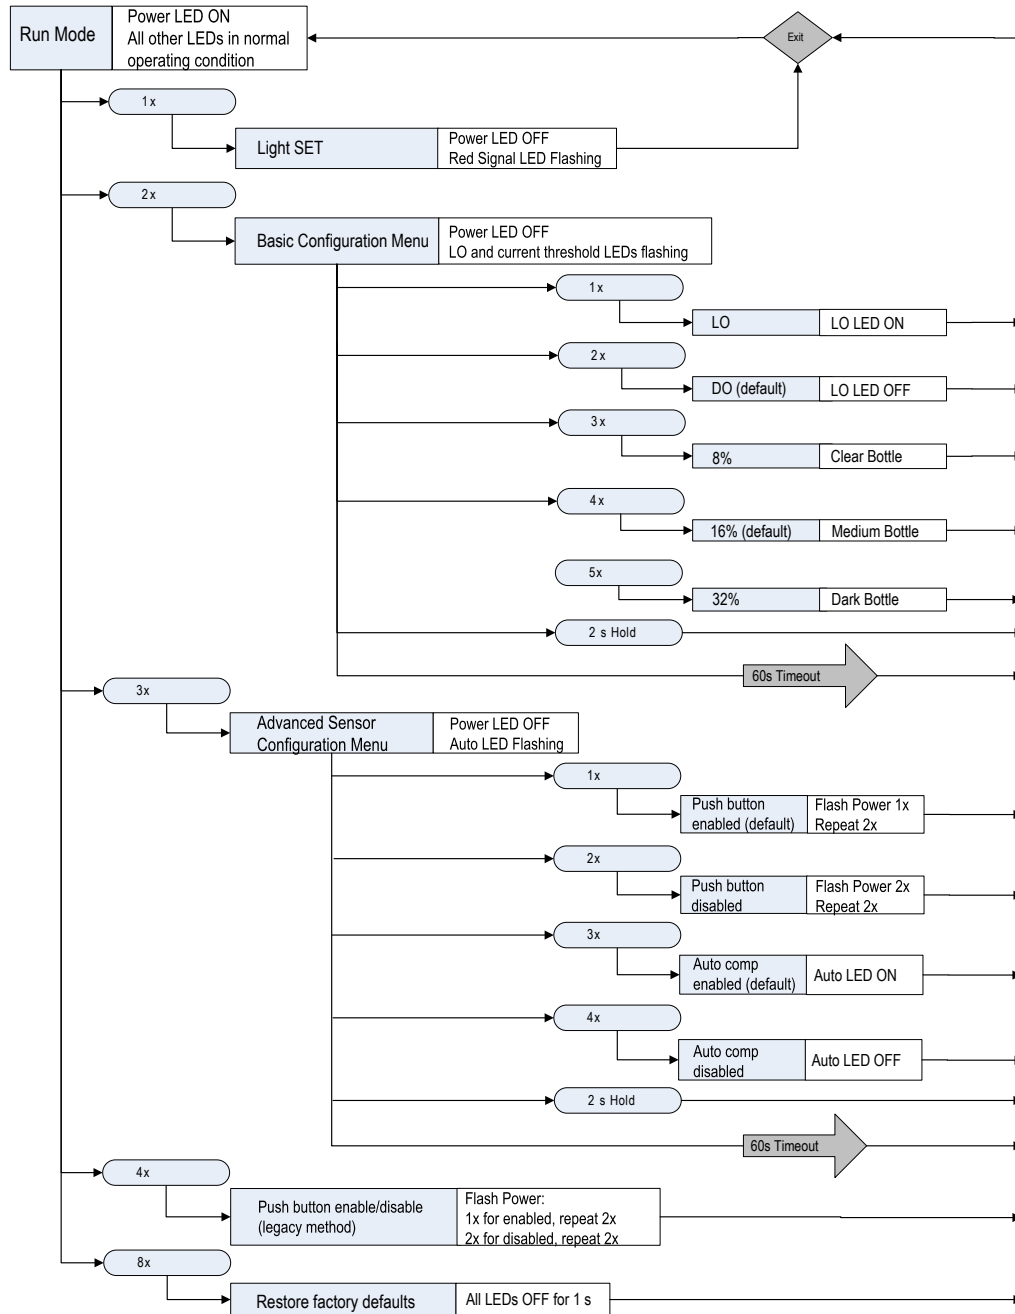 Run Mode
Power LED ON
All other LEDs in normal
operating condition
Exit
1x
Light SET
Power LED OFF
Red Signal LED Flashing
2x
Basic Configuration Menu
Power LED OFF
LO and current threshold LEDs flashing
1x
LO
LO LED ON
2x
DO (default)
LO LED OFF
3x
8%
Clear Bottle
4x
16% (default)
Medium Bottle
5x
32%
Dark Bottle
2 s Hold
60s Timeout
3x
Advanced Sensor
Configuration Menu
Power LED OFF
Auto LED Flashing
1x
Push button
enabled (default)
Flash Power 1x
Repeat 2x
2x
Push button
disabled
Flash Power 2x
Repeat 2x
3x
Auto comp
enabled (default)
Auto LED ON
4x
Auto comp
disabled
Auto LED OFF
2 s Hold
60s Timeout
4x
Push button enable/disable
(legacy method)
Flash Power:
1x for enabled, repeat 2x
2x for disabled, repeat 2x
8x
Restore factory defaults
All LEDs OFF for 1 s